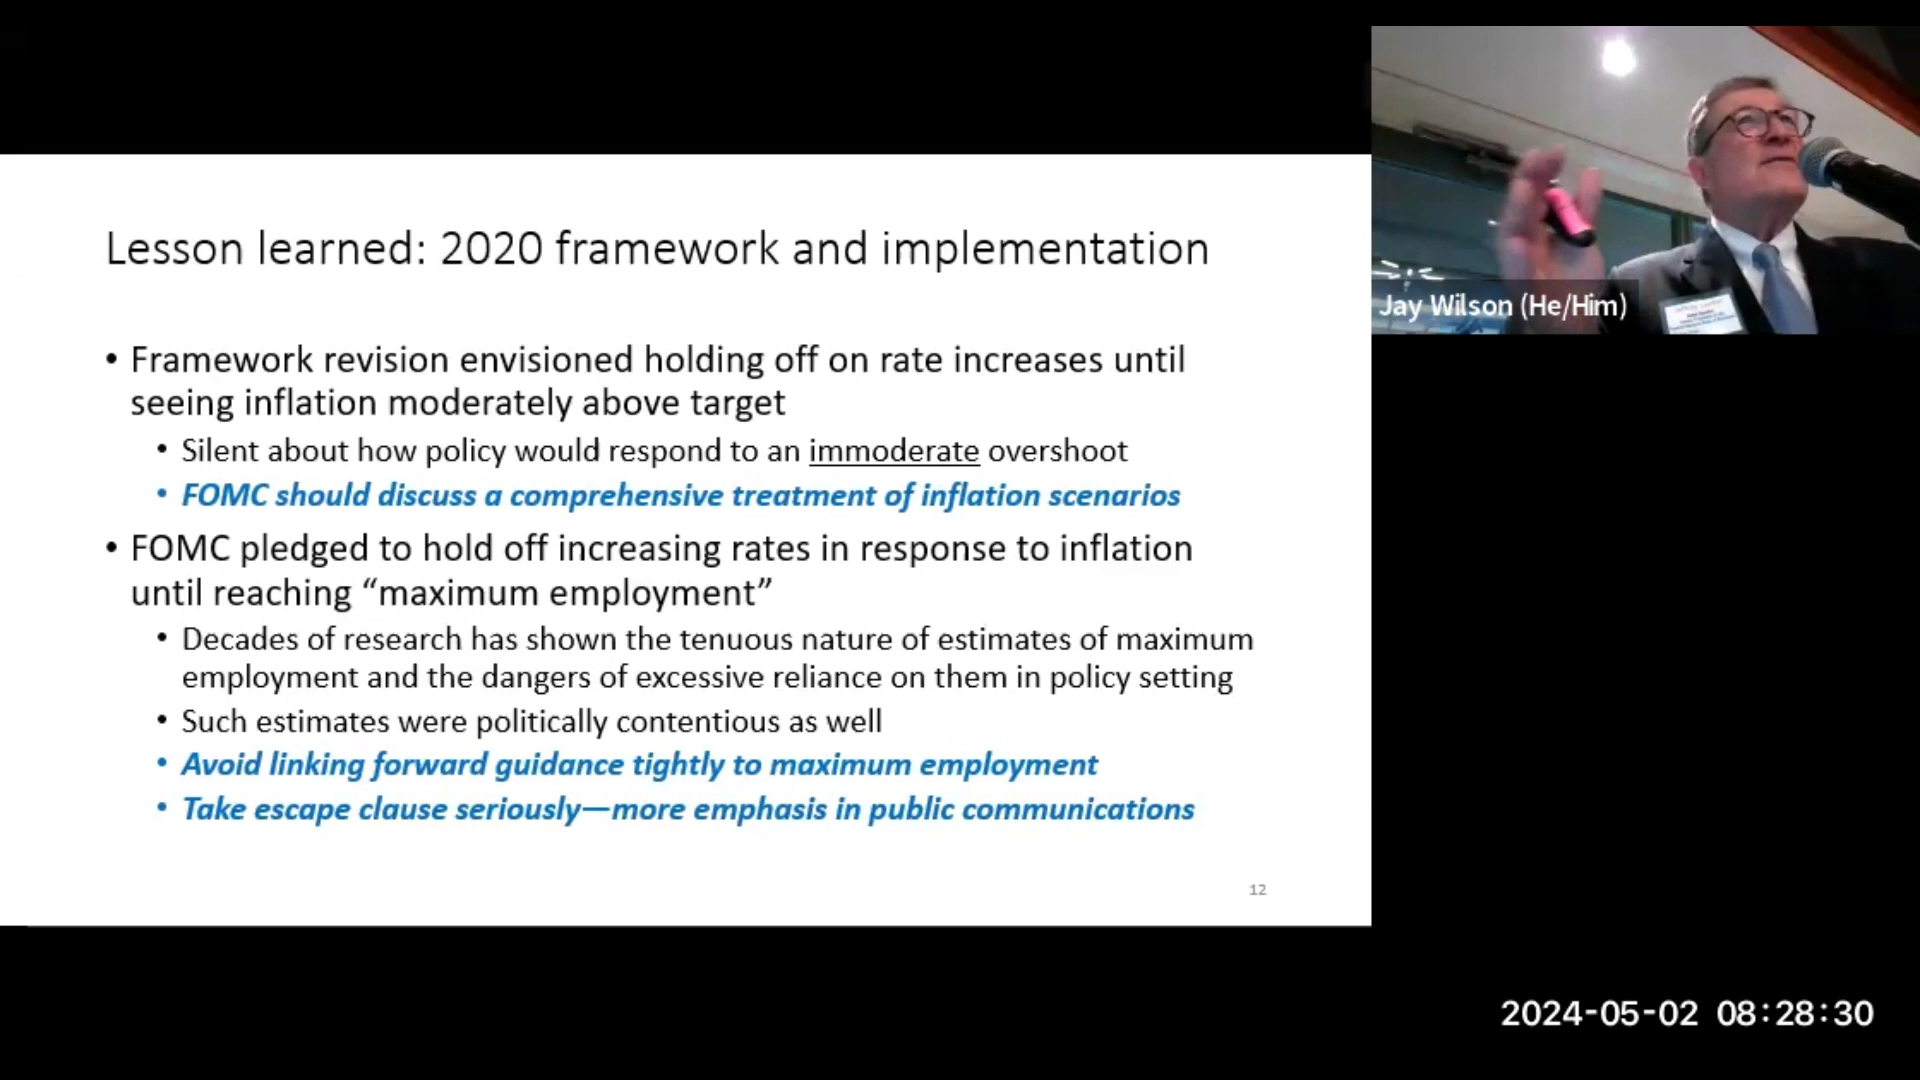 Lesson learned: 2020 framework and implementation
• Framework revision envisioned holding off on rate increases until
seeing inflation moderately above target
• Silent about how policy would respond to an immoderate overshoot
• FOMC should discuss a comprehensive treatment of inflation scenarios
• FOMC pledged to hold off increasing rates in response to inflation
until reaching “maximum employment”
• Decades of research has shown the tenuous nature of estimates of maximum
employment and the dangers of excessive reliance on them in policy setting
• Such estimates were politically contentious as well
• Avoid linking forward guidance tightly to maximum employment
• Take escape clause seriously—more emphasis in public communications
12
Jay Wilson (He/Him)
2024-05-02 08:28:30